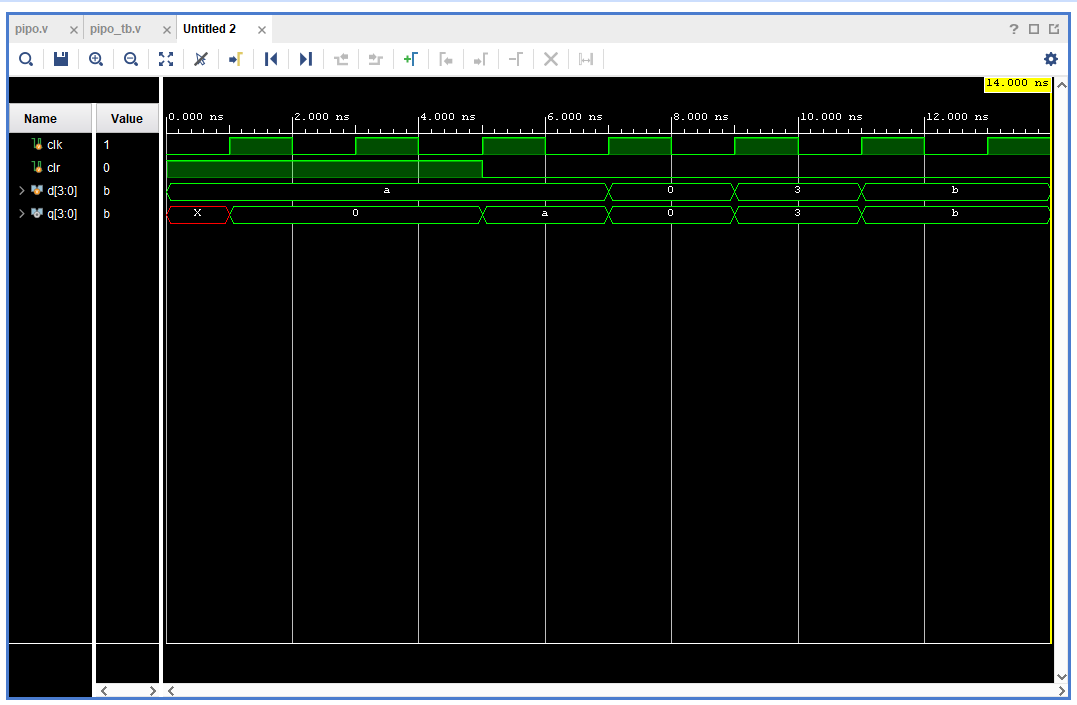 pipo.v × pipo_tb.v × Untitled 2 ×
?
14.000 ns
Name Value
0.000 ns 2.000 ns 4.000 ns 6.000 ns 8.000 ns 10.000 ns 12.000 ns
clk 1
clr 0
d[3:0] b a 0 3 b
q[3:0] b X 0 a 0 3 b